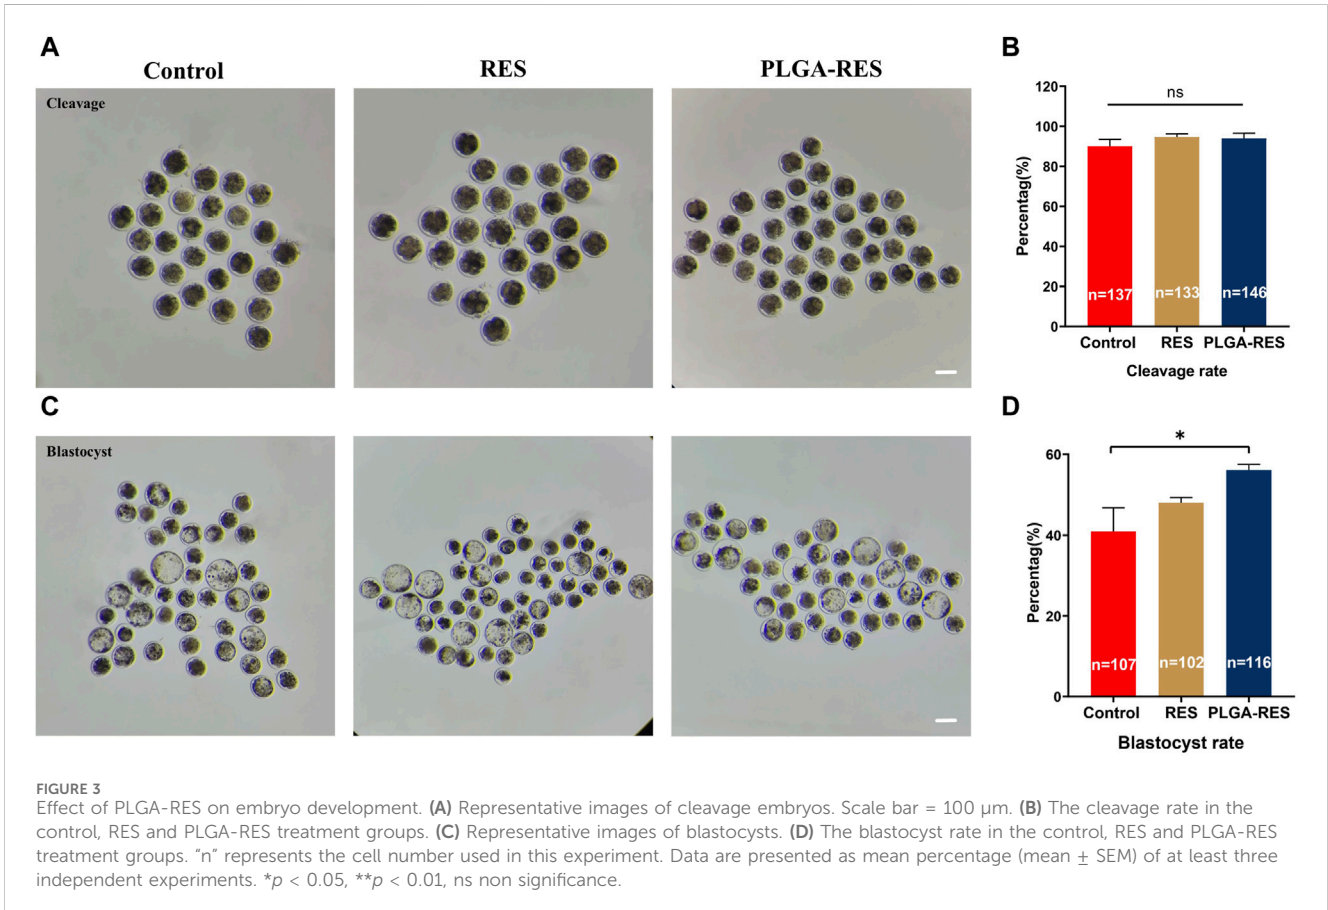 A
Control
RES
PLGA-RES
Cleavage
B
120
100
80
60
40
20
0
Percentag(%)
ns
n=137
n=133
n=146
Control RES PLGA-RES
Cleavage rate
C
Blastocyst
D
60
40
20
0
Percentag(%)
*
n=107
n=102
n=116
Control RES PLGA-RES
Blastocyst rate
FIGURE 3
Effect of PLGA-RES on embryo development. (A) Representative images of cleavage embryos. Scale bar = 100 μm. (B) The cleavage rate in the
control, RES and PLGA-RES treatment groups. (C) Representative images of blastocysts. (D) The blastocyst rate in the control, RES and PLGA-RES
treatment groups. “n” represents the cell number used in this experiment. Data are presented as mean percentage (mean ± SEM) of at least three
independent experiments. *p < 0.05, **p < 0.01, ns non significance.